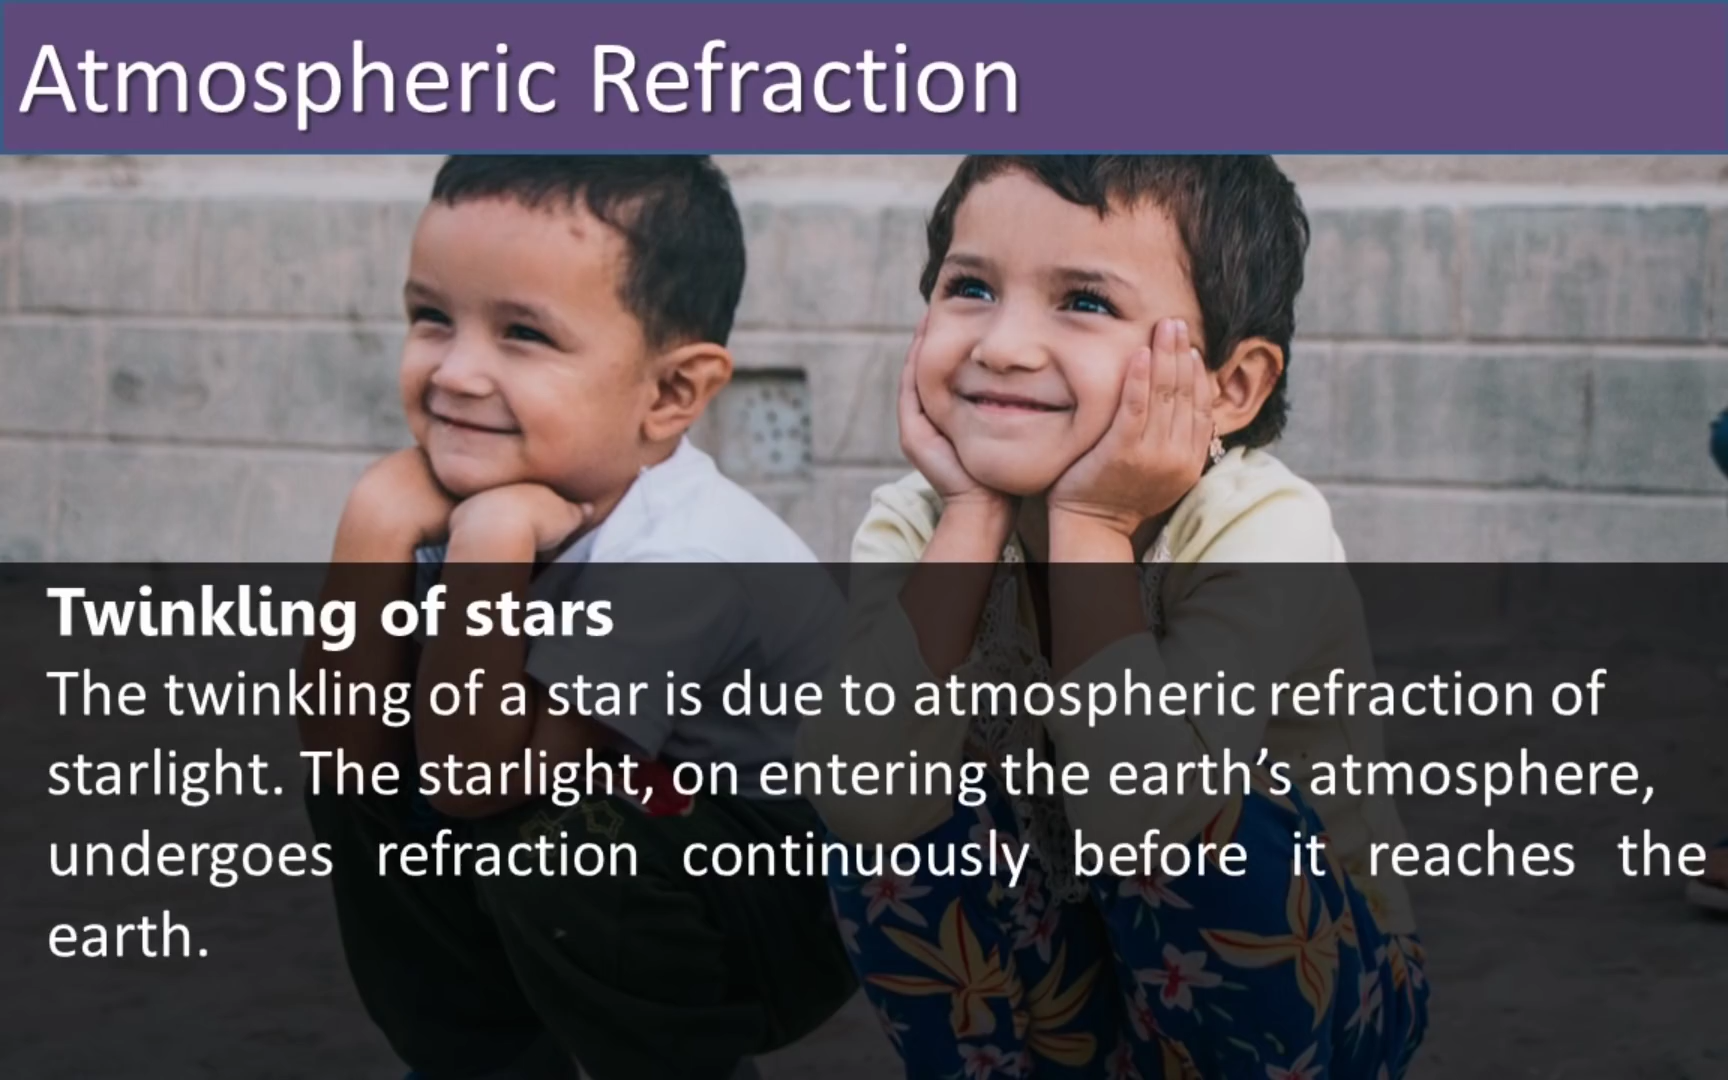 Atmospheric Refraction
Twinkling of stars
The twinkling of a star is due to atmospheric refraction of
starlight. The starlight, on entering the earth’s atmosphere,
undergoes refraction continuously before it reaches the
earth.